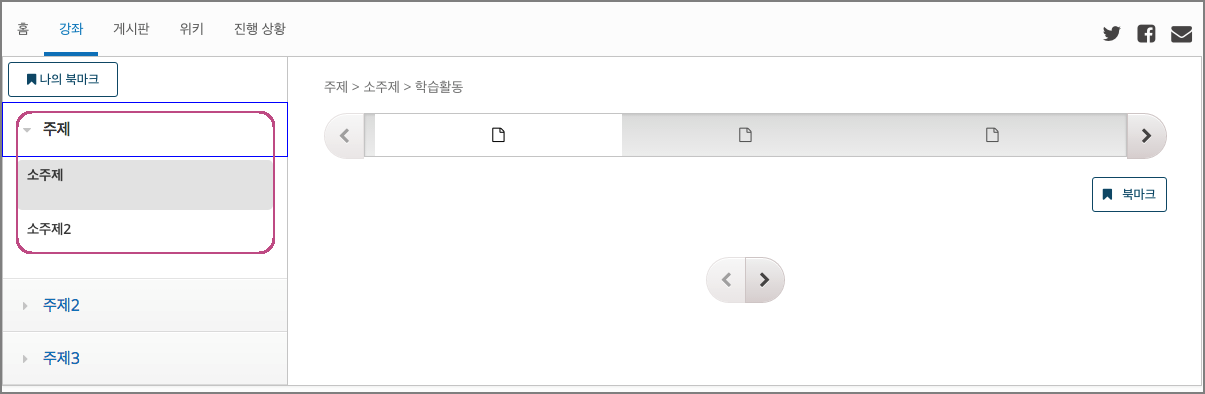 홈 강좌 게시판 위키 진행 상황
나의 북마크
주제
소주제
소주제2
주제2
주제3
주제 > 소주제 > 학습활동
북마크